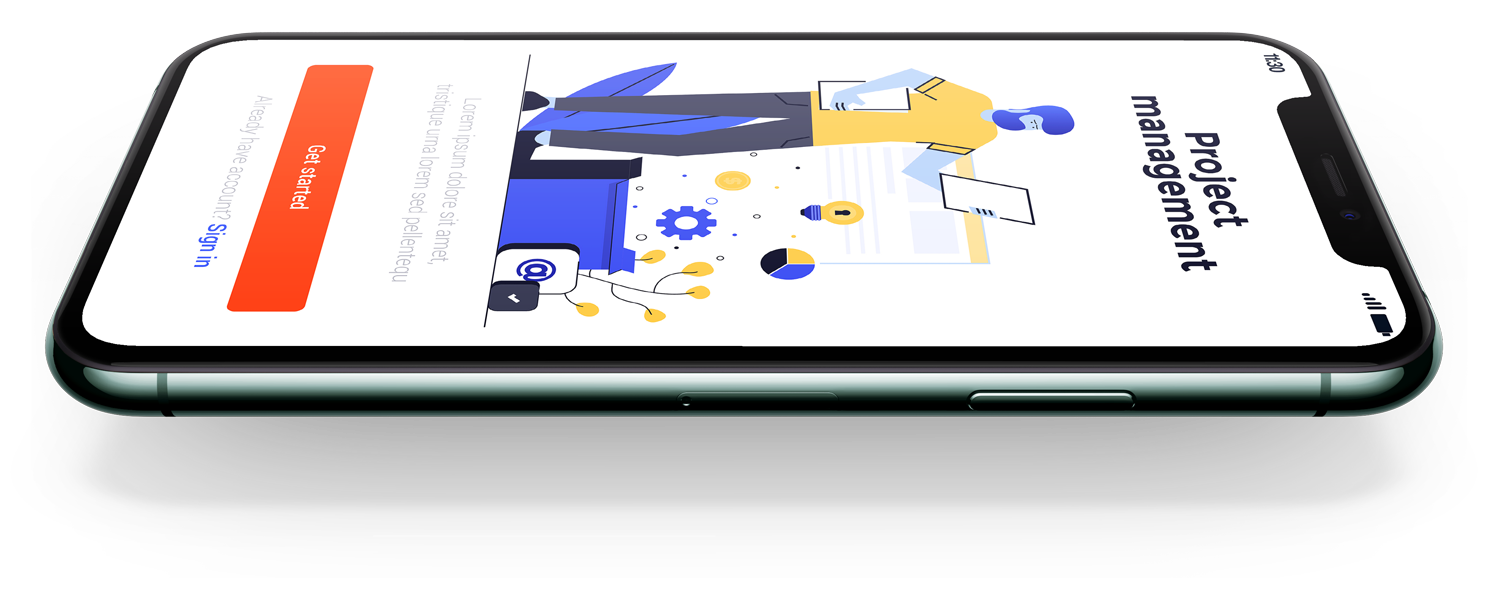 11:30
Project
management
@
Lorem ipsum dolore sit amet,
tristique urna lorem sed pellentequ
Get started
Already have account? Sign in